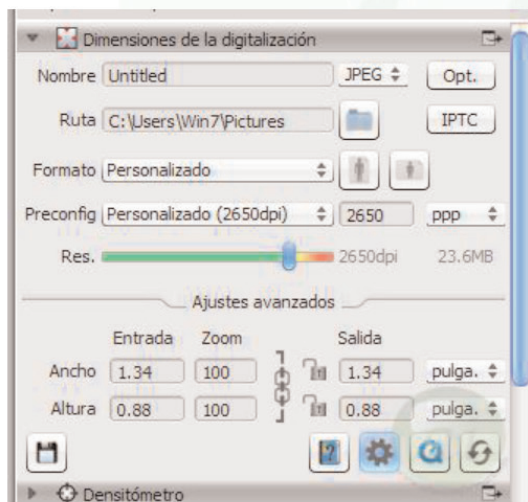 Dimensiones de la digitalización
Nombre Untitled JPEG Opt.
Ruta C:\Users\Win7\Pictures IPTC
Formato Personalizado
Preconfig Personalizado (2650dpi) 2650 ppp
Res. 2650dpi 23.6MB
Ajustes avanzados
Entrada Zoom Salida
Ancho 1.34 100 1.34 pulga.
Altura 0.88 100 0.88 pulga.
Densitómetro